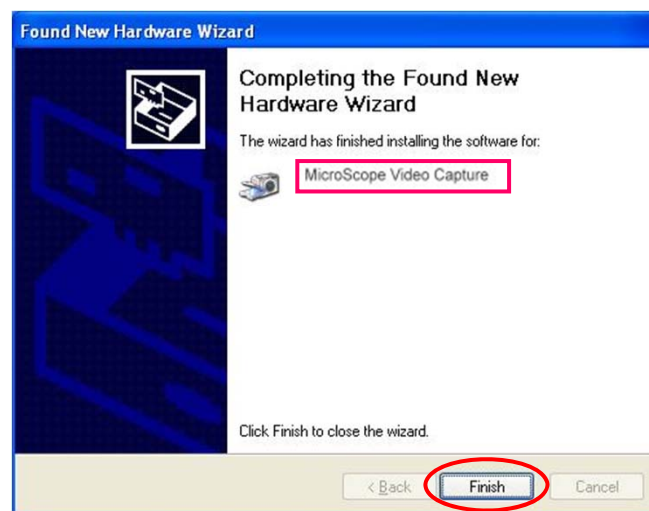 Found New Hardware Wizard
Completing the Found New
Hardware Wizard
The wizard has finished installing the software for:
MicroScope Video Capture
Click Finish to close the wizard.
< Back
Finish
Cancel